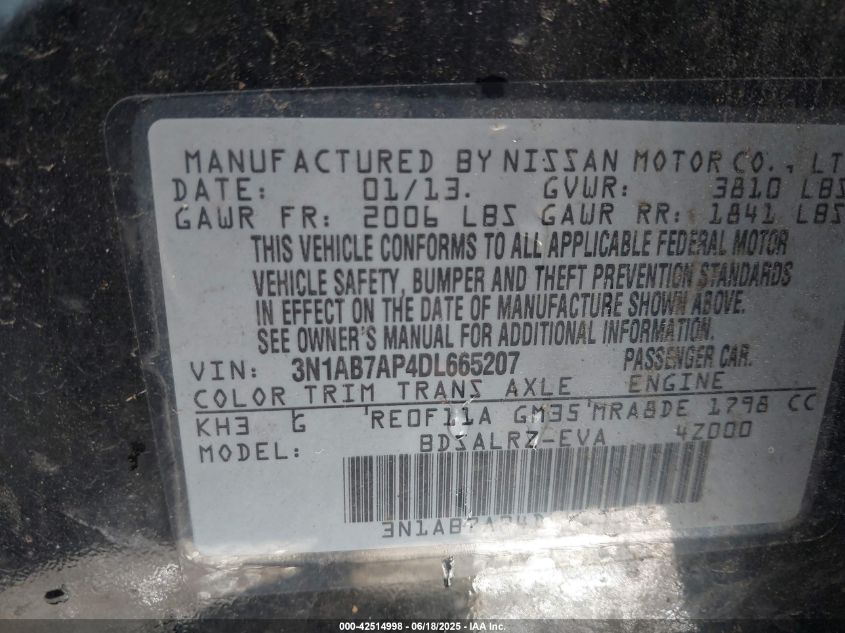 MANUFACTURED BY NISSAN MOTOR CO., LT
DATE: 01/13. GVWR: 3810 LBS
GAWR FR: 2006 LBS GAWR RR: 1841 LBS
THIS VEHICLE CONFORMS TO ALL APPLICABLE FEDERAL MOTOR
VEHICLE SAFETY, BUMPER AND THEFT PREVENTION STANDARDS
IN EFFECT ON THE DATE OF MANUFACTURE SHOWN ABOVE.
SEE OWNER'S MANUAL FOR ADDITIONAL INFORMATION.
VIN: 3N1AB7AP4DL665207 PASSENGER CAR.
COLOR TRIM TRANS AXLE ENGINE
KH3 G RE0F11A GM35 MRA8DE 1798 CC
MODEL: BDSALRZ-EVA 4Z000
000-42514998 - 06/18/2025 - IAA Inc.